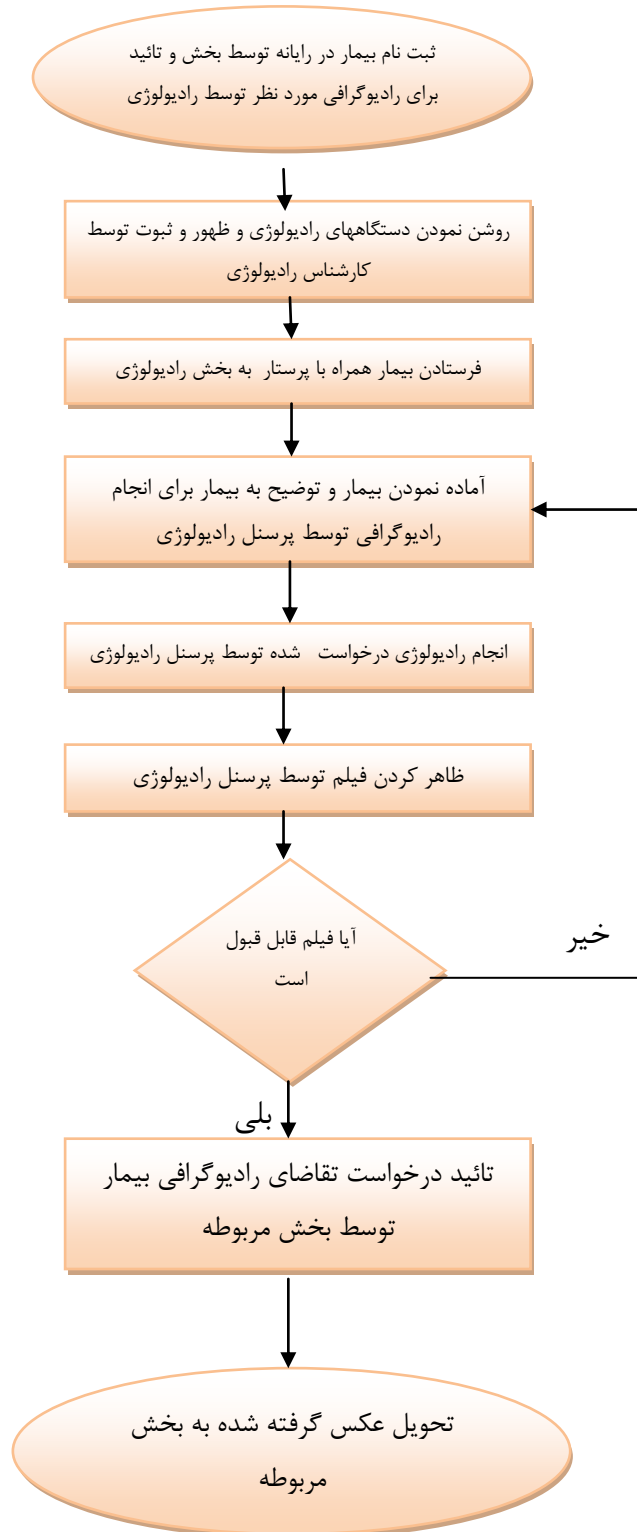 ثبت نام بیمار در رایانه توسط بخش و تائید
برای رادیوگرافی مورد نظر توسط رادیولوژی
روشن نمودن دستگاههای رادیولوژی و ظهور و ثبوت توسط
کارشناس رادیولوژی
فرستادن بیمار همراه با پرستار به بخش رادیولوژی
آماده نمودن بیمار و توضیح به بیمار برای انجام
رادیوگرافی توسط پرسنل رادیولوژی
انجام رادیولوژی درخواست شده توسط پرسنل رادیولوژی
ظاهر کردن فیلم توسط پرسنل رادیولوژی
آیا فیلم قابل قبول
است
خیر
بلی
تائید درخواست تقاضای رادیوگرافی بیمار
توسط بخش مربوطه
تحویل عکس گرفته شده به بخش
مربوطه